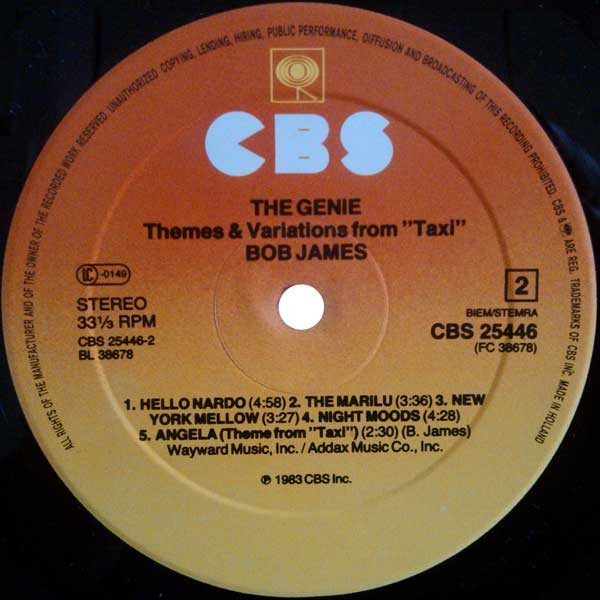 ALL RIGHTS OF THE MANUFACTURER AND OF THE OWNER OF THE RECORDED WORK RESERVED. UNAUTHORIZED COPYING, LENDING, HIRING, PUBLIC PERFORMANCE, DIFFUSION AND BROADCASTING OF THIS RECORDING PROHIBITED. CBS & ARE REG. TRADEMARKS OF CBS INC. MADE IN HOLLAND
CBS
THE GENIE
Themes & Variations from "Taxi"
BOB JAMES
LC-0149
STEREO
33⅓ RPM
CBS 25446-2
BL 38678
2
BIEM/STEMRA
CBS 25446
(FC 38678)
1. HELLO NARDO (4:58) 2. THE MARILU (3:36) 3. NEW
YORK MELLOW (3:27) 4. NIGHT MOODS (4:28)
5. ANGELA (Theme from "Taxi") (2:30) (B. James)
Wayward Music, Inc. / Addax Music Co., Inc.
℗ 1983 CBS Inc.